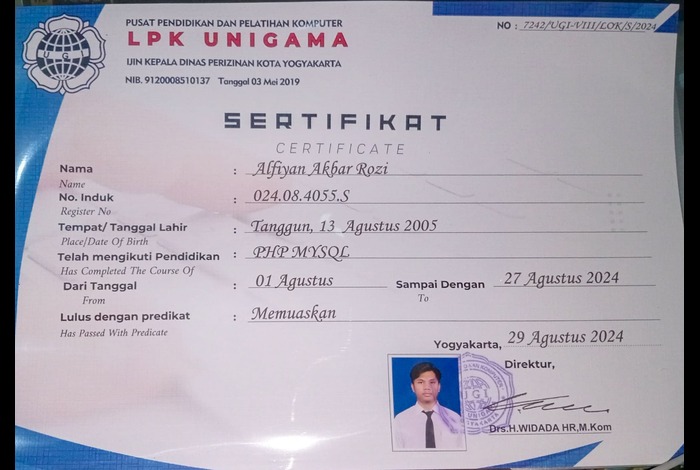 PUSAT PENDIDIKAN DAN PELATIHAN KOMPUTER
LPK UNIGAMA
IJIN KEPALA DINAS PERIZINAN KOTA YOGYAKARTA
NIB. 9120008510137 Tanggal 03 Mei 2019
NO : 7242/UGI-VIII/LOK/S/2024
UGI
SERTIFIKAT
CERTIFICATE
Nama : Alfiyan Akbar Rozi
Name
No. Induk : 024.08.4055.S
Register No
Tempat/ Tanggal Lahir : Tanggun, 13 Agustus 2005
Place/Date Of Birth
Telah mengikuti Pendidikan : PHP MYSQL
Has Completed The Course Of
Dari Tanggal : 01 Agustus Sampai Dengan 27 Agustus 2024
From To
Lulus dengan predikat : Memuaskan
Has Passed With Predicate
Yogyakarta, 29 Agustus 2024
Direktur,
UGI
Drs.H.WIDADA HR,M.Kom